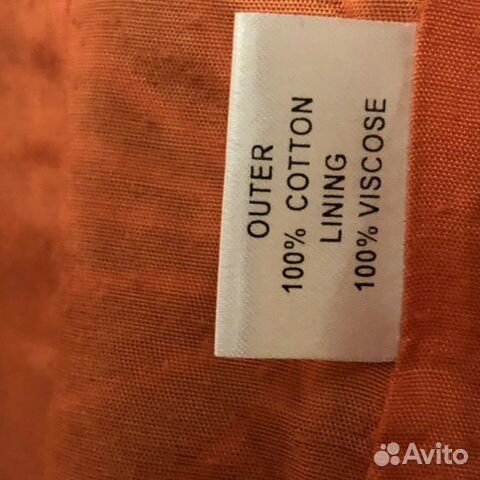 OUTER
100% COTTON
LINING
100% VISCOSE
Avito